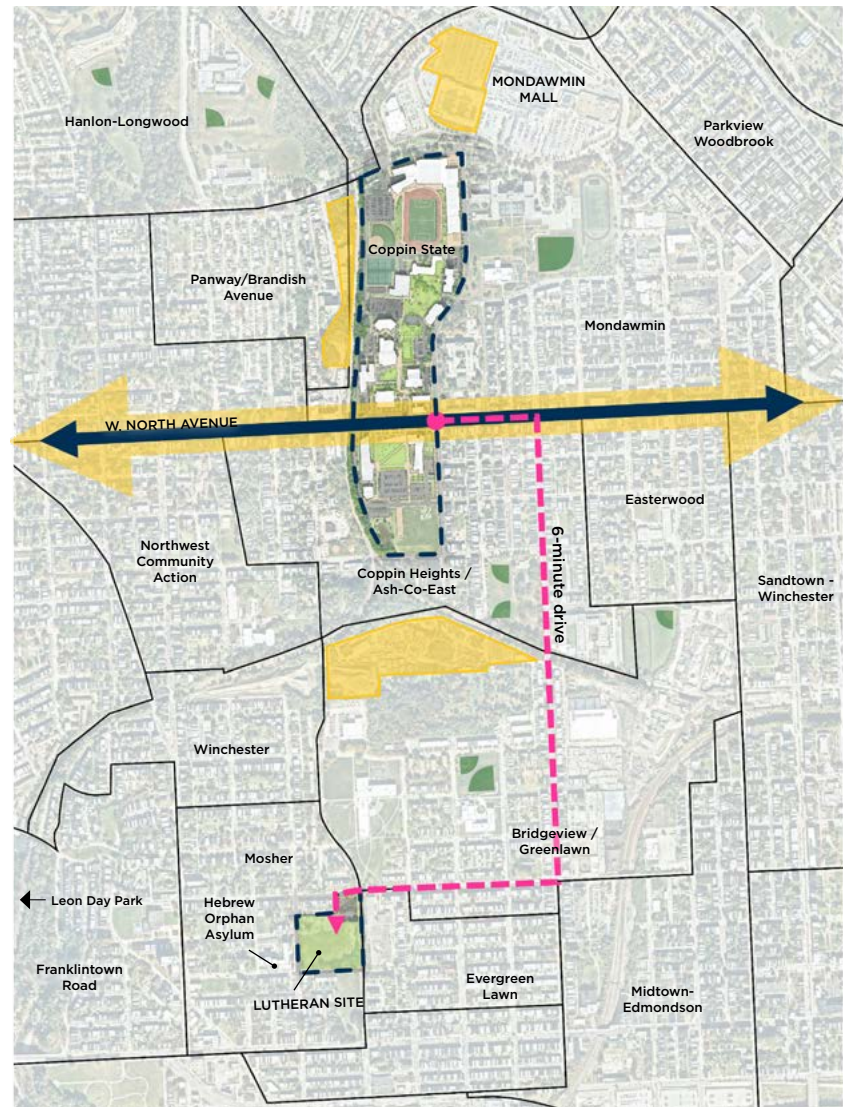 MONDAWMIN
MALL
Hanlon-Longwood
Parkview
Woodbrook
Coppin State
Panway/Brandish
Avenue
Mondawmin
W. NORTH AVENUE
Easterwood
6-minute drive
Northwest
Community
Action
Coppin Heights /
Ash-Co-East
Sandtown -
Winchester
Winchester
Bridgeview /
Greenlawn
Mosher
Leon Day Park
Hebrew
Orphan
Asylum
Franklintown
Road
LUTHERAN SITE
Evergreen
Lawn
Midtown-
Edmondson